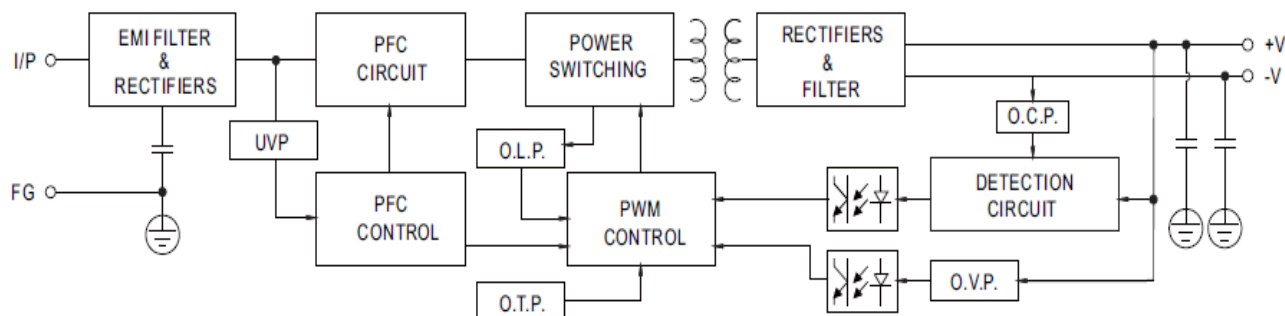 I/P
EMI FILTER
&
RECTIFIERS
PFC
CIRCUIT
POWER
SWITCHING
RECTIFIERS
&
FILTER
+V
-V
UVP
O.L.P.
O.C.P.
FG
PFC
CONTROL
PWM
CONTROL
DETECTION
CIRCUIT
O.T.P.
O.V.P.